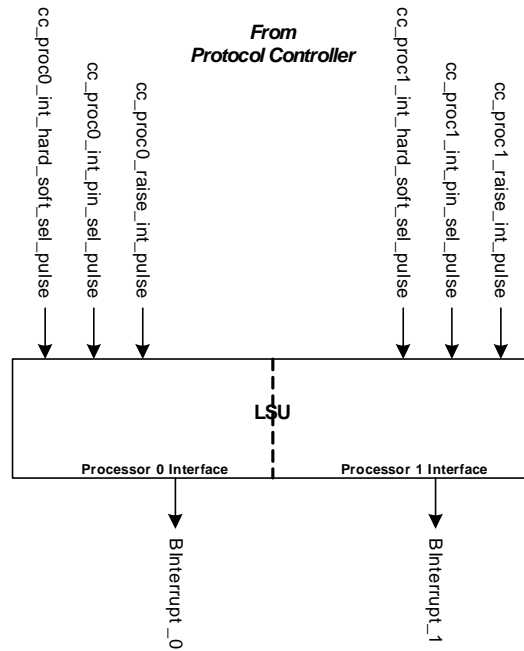 From
Protocol Controller
cc_proc0_int_hard_soft_sel_pulse
cc_proc0_int_pin_sel_pulse
cc_proc0_raise_int_pulse
cc_proc1_int_hard_soft_sel_pulse
cc_proc1_int_pin_sel_pulse
cc_proc1_raise_int_pulse
LSU
Processor 0 Interface
Processor 1 Interface
BInterrupt_0
BInterrupt_1